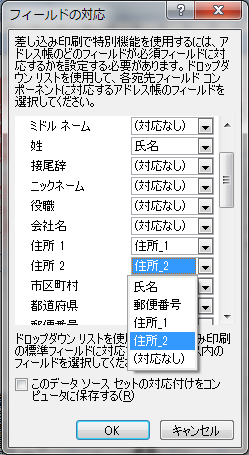 フィールドの対応
差し込み印刷で特別機能を使用するには、ア
ドレス帳のどのフィールドが必須フィールドに対
応するかを設定する必要があります。ドロップダ
ウン リストを使用して、各宛先フィールド コン
ポーネントに対応するアドレス帳のフィールドを
選択してください。
ミドル ネーム (対応なし)
姓 氏名
接尾辞 (対応なし)
ニックネーム (対応なし)
役職 (対応なし)
会社名 (対応なし)
住所 1 住所_1
住所 2 住所_2
市区町村
都道府県
郵便番号
氏名
郵便番号
住所_1
住所_2
(対応なし)
ドロップダウン リストを使
み印刷
の標準フィールドに対応
ス内の
フィールドを選択してくだ
このデータ ソース セットの対応付けをコン
ピュータに保存する(R)
OK キャンセル